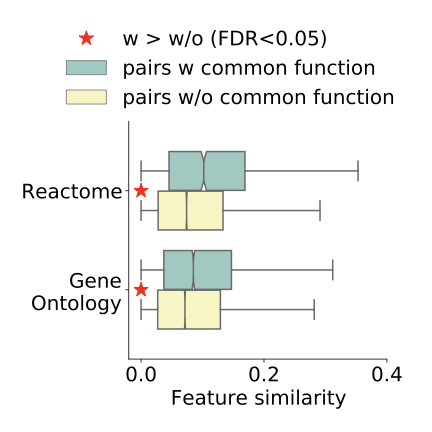 w > w/o (FDR<0.05)
pairs w common function
pairs w/o common function
Reactome
Gene
Ontology
0.0 0.2 0.4
Feature similarity